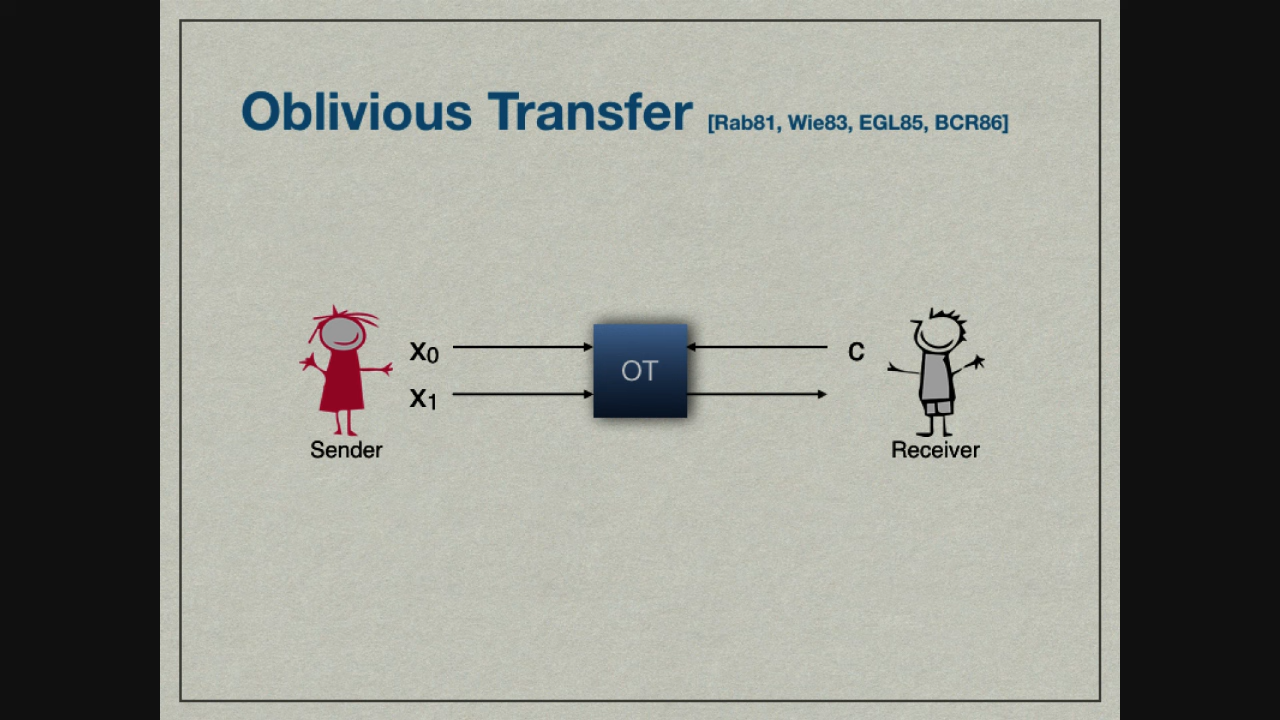 Oblivious Transfer [Rab81, Wie83, EGL85, BCR86]
x0 OT c
x1
Sender Receiver